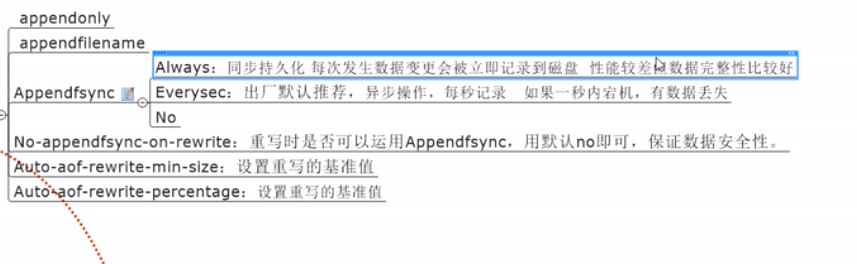 appendonly
appendfilename
Always：同步持久化 每次发生数据变更会被立即记录到磁盘 性能较差但数据完整性比较好
Appendfsync
Everysec：出厂默认推荐，异步操作，每秒记录 如果一秒内宕机，有数据丢失
No
No-appendfsync-on-rewrite：重写时是否可以运用Appendfsync，用默认no即可，保证数据安全性。
Auto-aof-rewrite-min-size：设置重写的基准值
Auto-aof-rewrite-percentage：设置重写的基准值